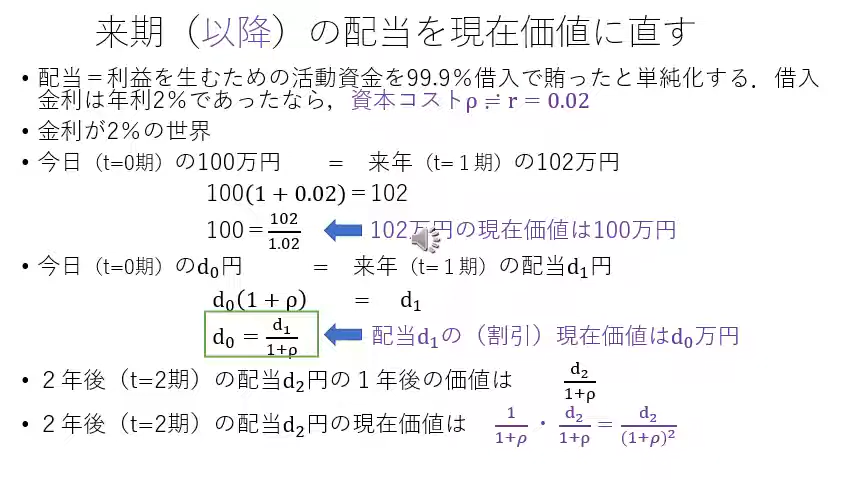 来期（以降）の配当を現在価値に直す
• 配当＝利益を生むための活動資金を99.9%借入で賄ったと単純化する．借入
金利は年利2％であったなら，資本コストρ ≓ r = 0.02
• 金利が2％の世界
• 今日（t=0期）の100万円 = 来年（t=１期）の102万円
100(1 + 0.02)＝102
100＝102/1.02 102万円の現在価値は100万円
• 今日（t=0期）のd₀円 = 来年（t=１期）の配当d₁円
d₀(1 + ρ) = d₁
d₀ = d₁/1+ρ 配当d₁の（割引）現在価値はd₀万円
• ２年後（t=2期）の配当d₂円の１年後の価値は d₂/1+ρ
• ２年後（t=2期）の配当d₂円の現在価値は 1/1+ρ ・ d₂/1+ρ = d₂/(1+ρ)²